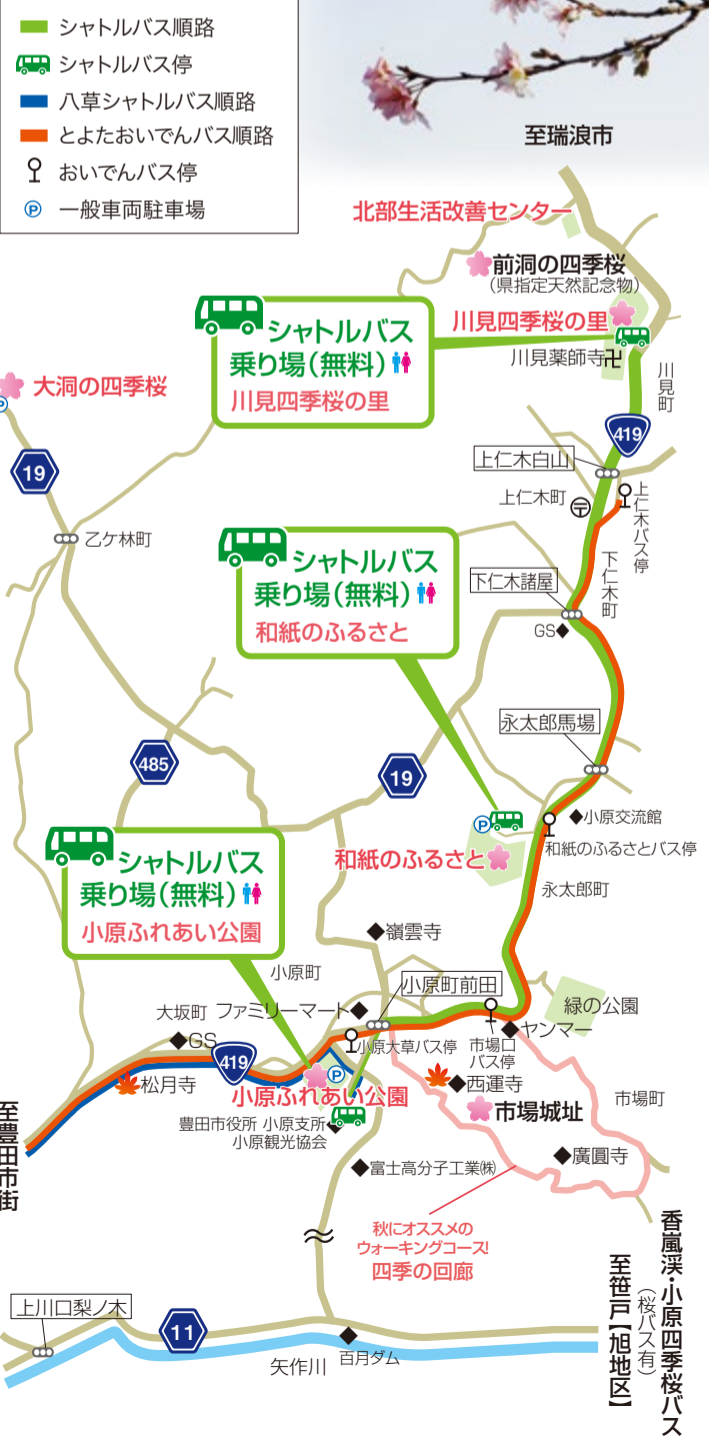 シャトルバス順路
シャトルバス停
八草シャトルバス順路
とよたおいでんバス順路
おいでんバス停
P 一般車両駐車場
至瑞浪市
北部生活改善センター
前洞の四季桜
(県指定天然記念物)
川見四季桜の里
川見薬師寺卍
川見町
シャトルバス
乗り場(無料)
川見四季桜の里
大洞の四季桜
P
419
19
上仁木白山
上仁木町
〒
上仁木バス停
乙ケ林町
シャトルバス
乗り場(無料)
和紙のふるさと
下仁木諸屋
下仁木町
GS◆
永太郎馬場
485
19
P
◆小原交流館
和紙のふるさとバス停
和紙のふるさと
永太郎町
シャトルバス
乗り場(無料)
小原ふれあい公園
◆嶺雲寺
小原町
小原町前田
緑の公園
大坂町
ファミリーマート◆
◆GS
小原大草バス停
市場口
バス停
◆ヤンマー
419
松月寺
P
小原ふれあい公園
◆西運寺
市場城址
市場町
豊田市役所 小原支所◆
小原観光協会
◆廣圓寺
◆富士高分子工業㈱
至豊田市街
秋にオススメの
ウォーキングコース!
四季の回廊
香嵐渓・小原四季桜バス
(桜バス有)
至笹戸【旭地区】
上川口梨ノ木
11
矢作川
百月ダム